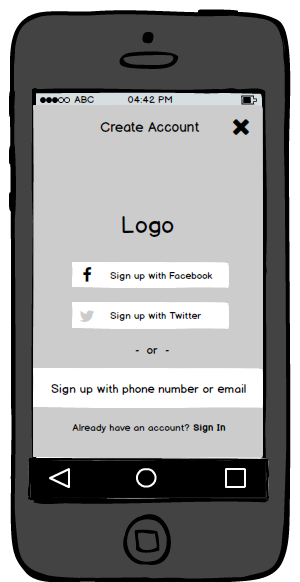 ABC 04:42 PM
Create Account
Logo
Sign up with Facebook
Sign up with Twitter
- or -
Sign up with phone number or email
Already have an account? Sign In